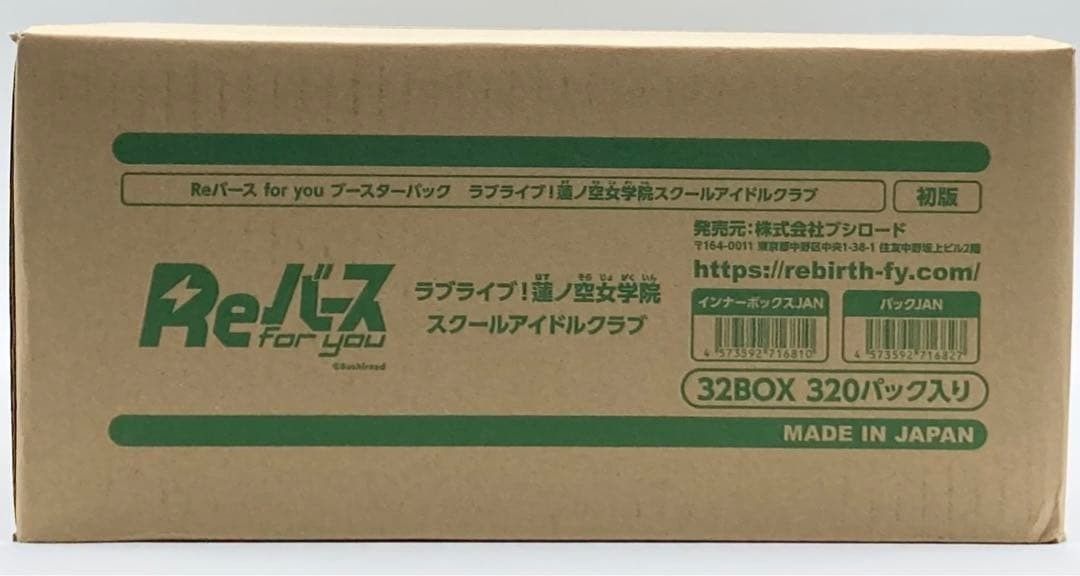 Reバース for you ブースターパック ラブライブ！蓮ノ空女学院スクールアイドルクラブ
初版
発売元：株式会社ブシロード
〒164-0011 東京都中野区中央1-38-1 住友中野坂上ビル2階
https://rebirth-fy.com/
Reバース
for you
©Bushiroad
ラブライブ！蓮ノ空女学院
スクールアイドルクラブ
インナーボックスJAN
4 573592 716810
パックJAN
4 573592 716827
32BOX 320パック入り
MADE IN JAPAN